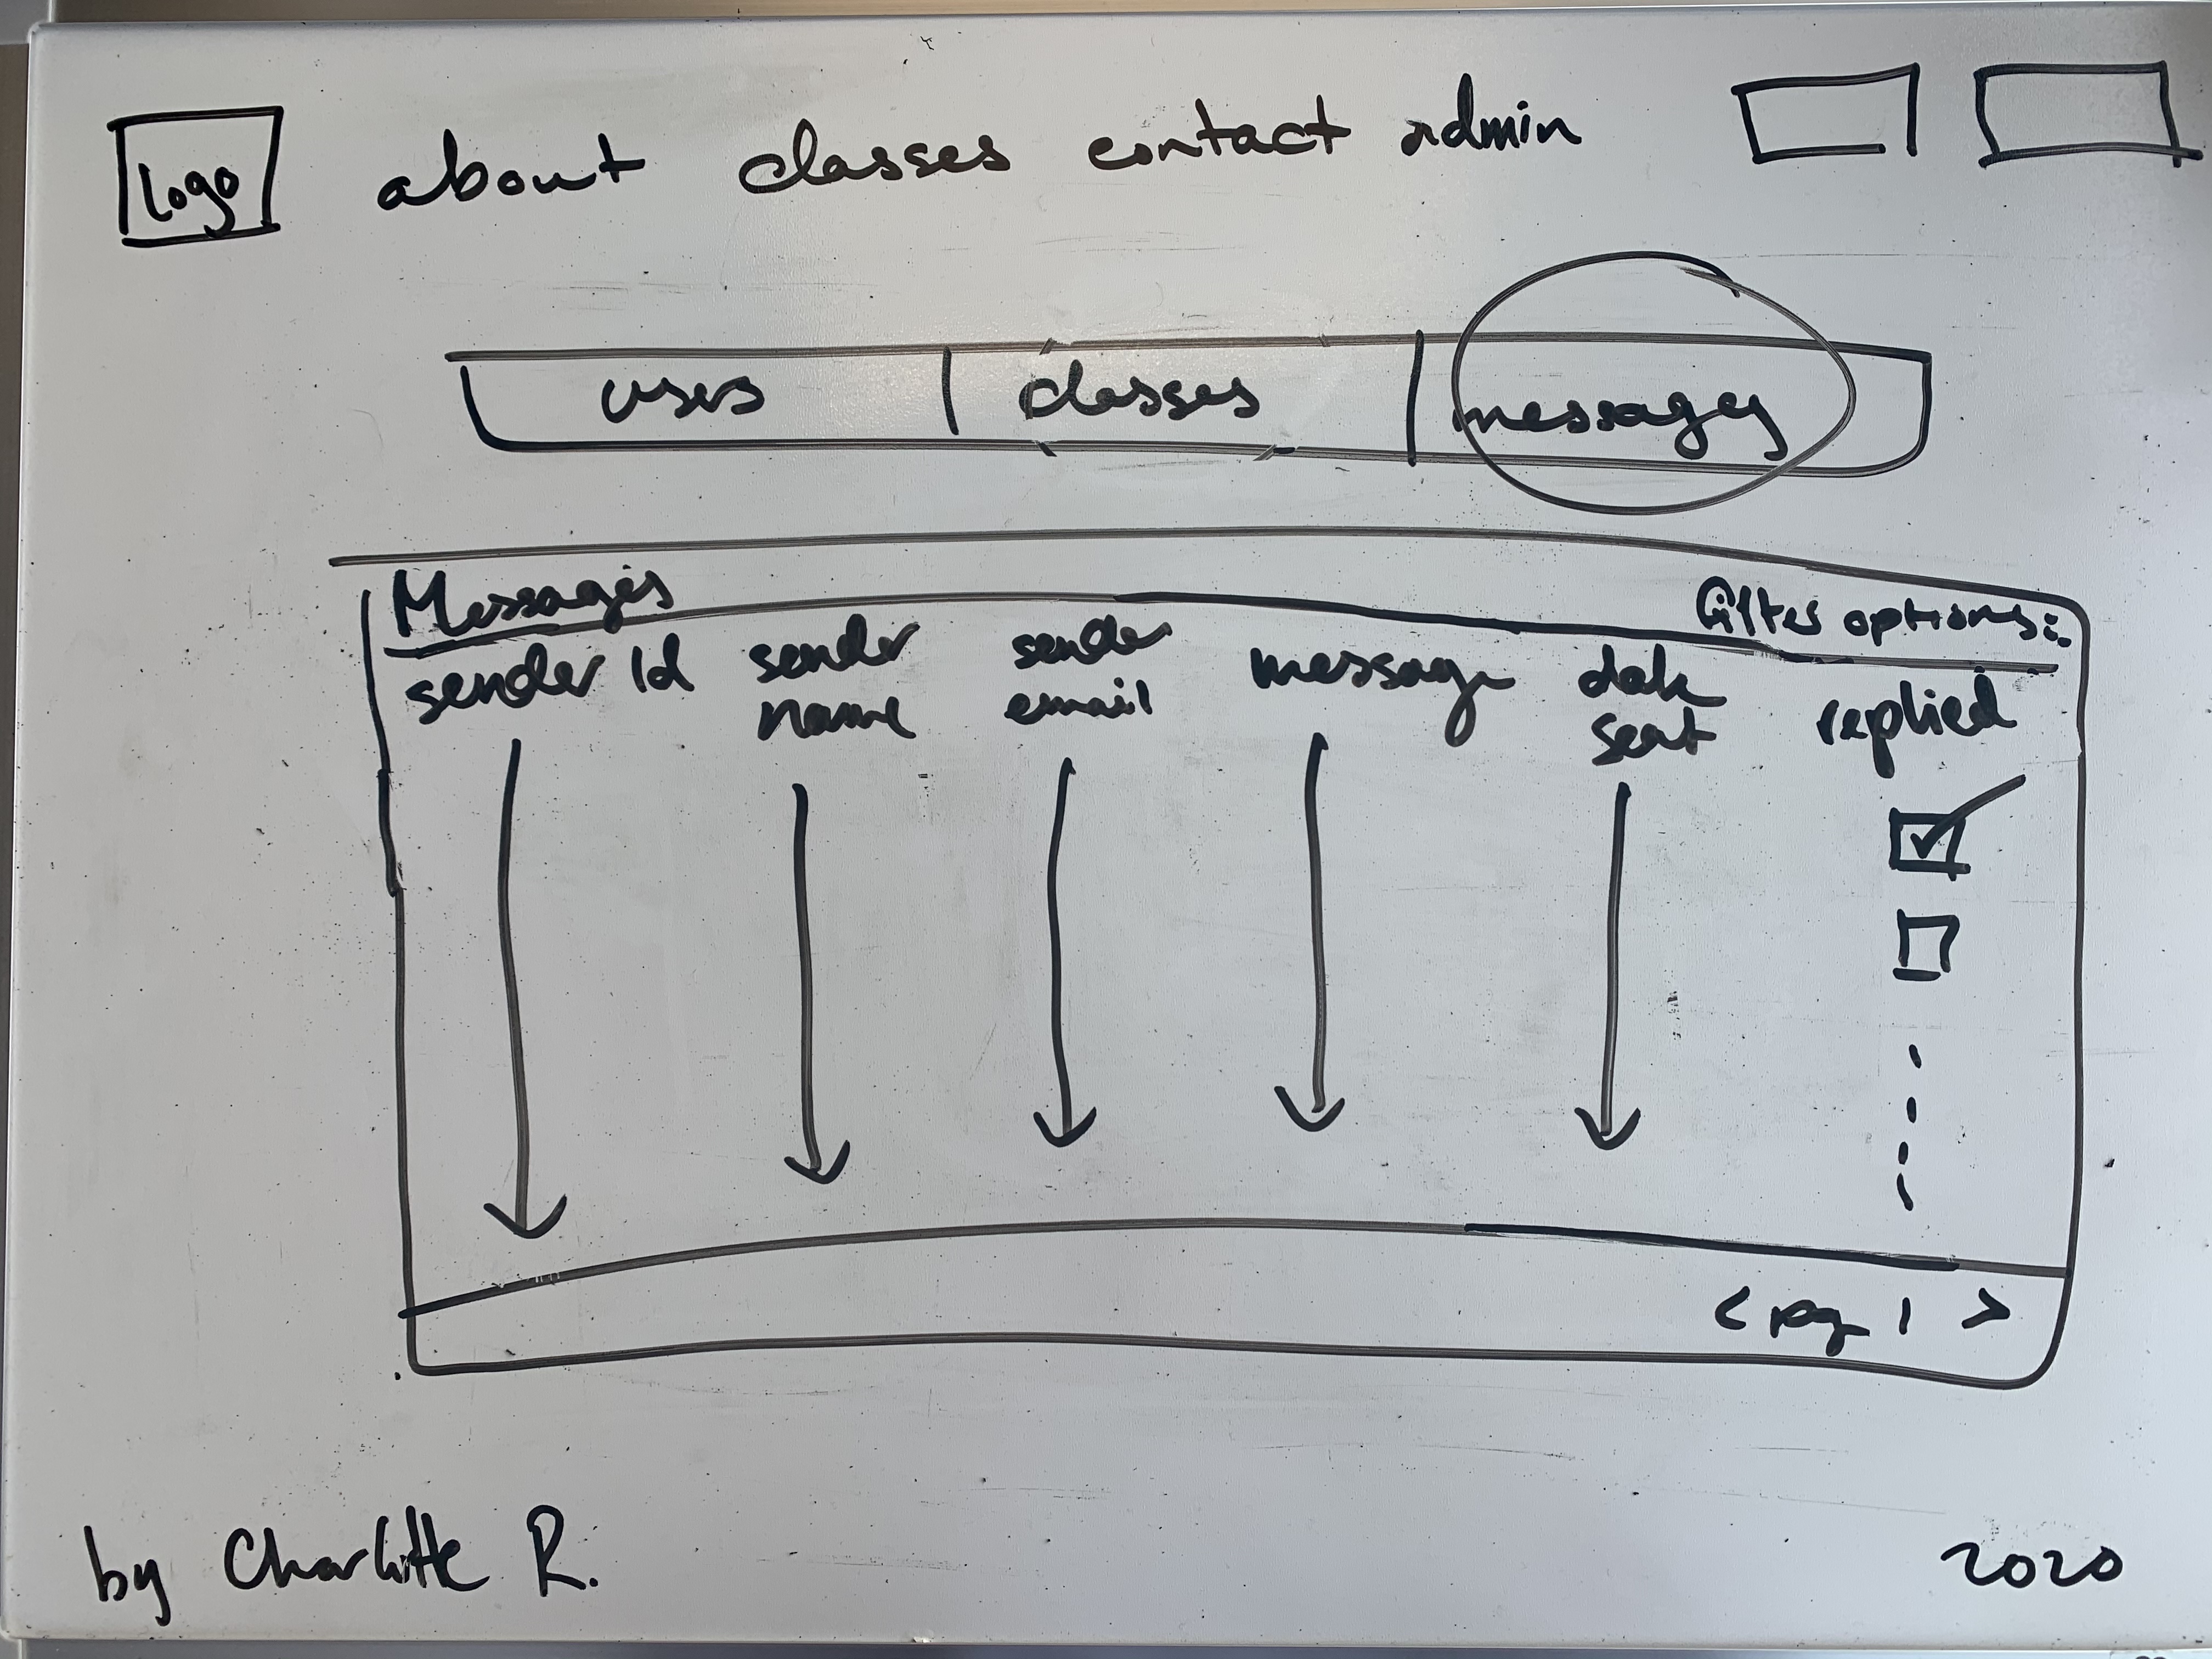 Logo about classes contact admin
users classes messages
Messages filter options:
sender id sender name sender email message date sent replied
< pg 1 >
by Charlotte R. 2020